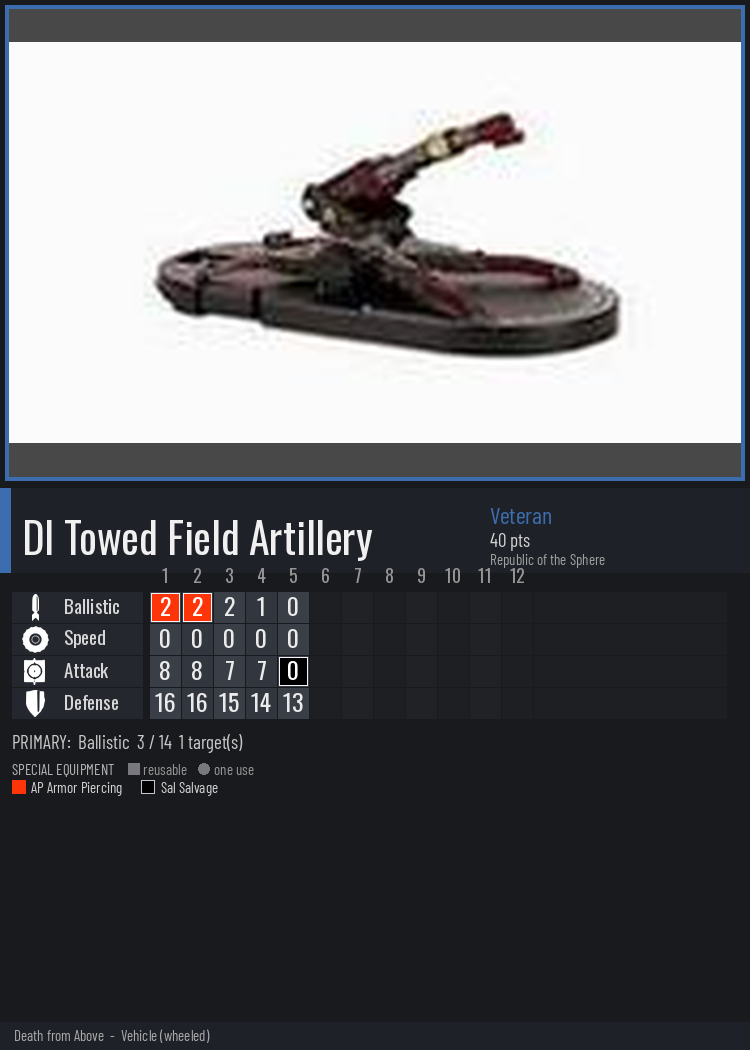 DI Towed Field Artillery
Veteran
40 pts
Republic of the Sphere
1 2 3 4 5 6 7 8 9 10 11 12
Ballistic 2 2 2 1 0
Speed 0 0 0 0 0
Attack 8 8 7 7 0
Defense 16 16 15 14 13
PRIMARY: Ballistic 3 / 14 1 target(s)
SPECIAL EQUIPMENT reusable one use
AP Armor Piercing Sal Salvage
Death from Above - Vehicle (wheeled)